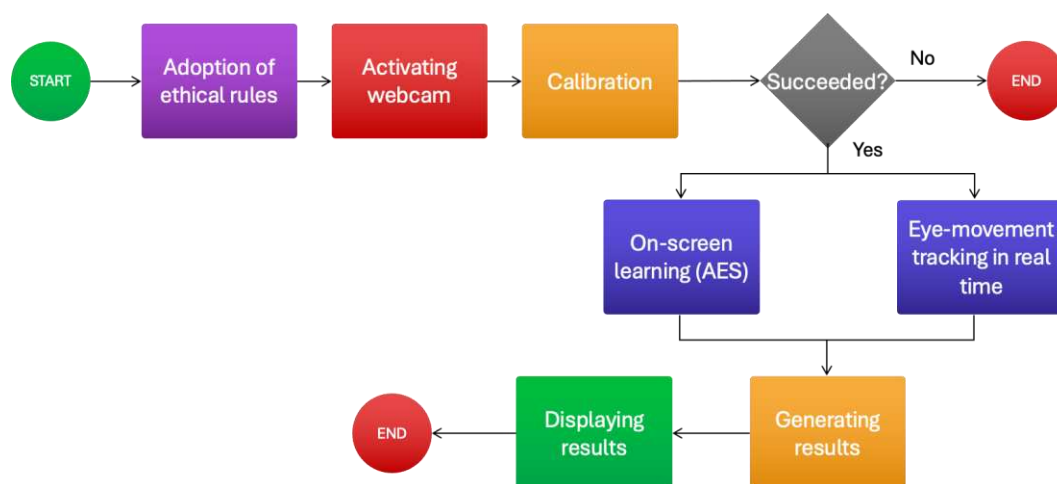 START
Adoption of
ethical rules
Activating
webcam
Calibration
Succeeded?
No
END
Yes
On-screen
learning (AES)
Eye-movement
tracking in real
time
END
Displaying
results
Generating
results